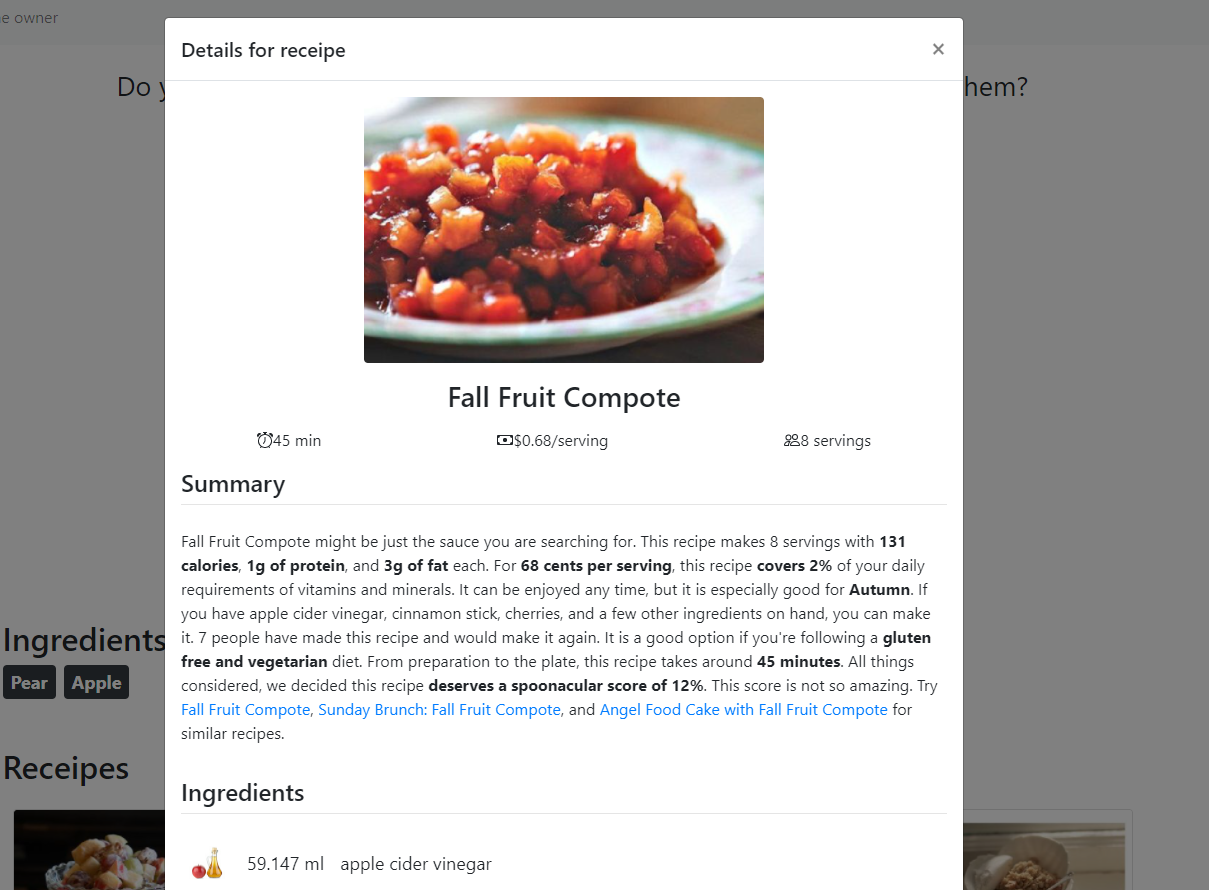 e owner
Details for receipe
×
Do
hem?
Fall Fruit Compote
45 min
$0.68/serving
8 servings
Summary
Fall Fruit Compote might be just the sauce you are searching for. This recipe makes 8 servings with 131
calories, 1g of protein, and 3g of fat each. For 68 cents per serving, this recipe covers 2% of your daily
requirements of vitamins and minerals. It can be enjoyed any time, but it is especially good for Autumn. If
you have apple cider vinegar, cinnamon stick, cherries, and a few other ingredients on hand, you can make
it. 7 people have made this recipe and would make it again. It is a good option if you're following a gluten
free and vegetarian diet. From preparation to the plate, this recipe takes around 45 minutes. All things
considered, we decided this recipe deserves a spoonacular score of 12%. This score is not so amazing. Try
Fall Fruit Compote, Sunday Brunch: Fall Fruit Compote, and Angel Food Cake with Fall Fruit Compote for
similar recipes.
Ingredients
Pear
Apple
Receipes
Ingredients
59.147 ml apple cider vinegar